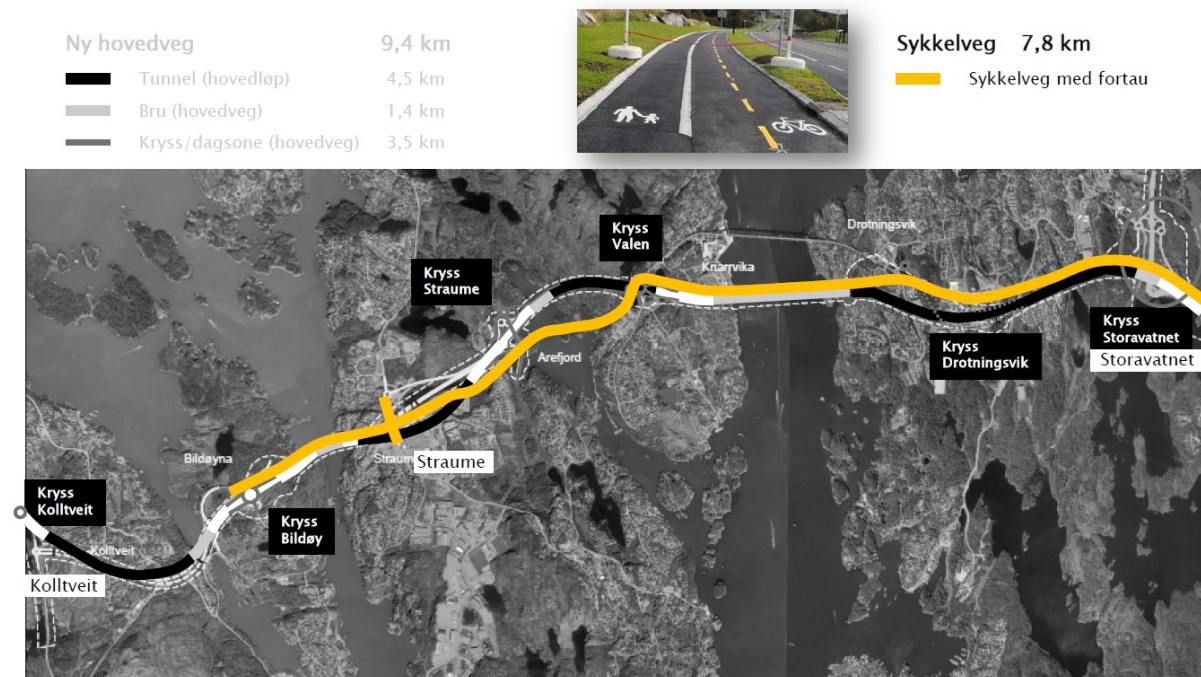 Ny hovedveg 9,4 km
Tunnel (hovedløp) 4,5 km
Bru (hovedveg) 1,4 km
Kryss/dagsone (hovedveg) 3,5 km
Sykkelveg 7,8 km
Sykkelveg med fortau
Kryss
Valen
Drotningsvik
Knarrvika
Kryss
Straume
Arefjord
Kryss
Storavatnet
Storavatnet
Kryss
Drotningsvik
Bildøyna
Straum
Straume
Kryss
Kolltveit
Kryss
Bildøy
Kolltveit
Kolltveit